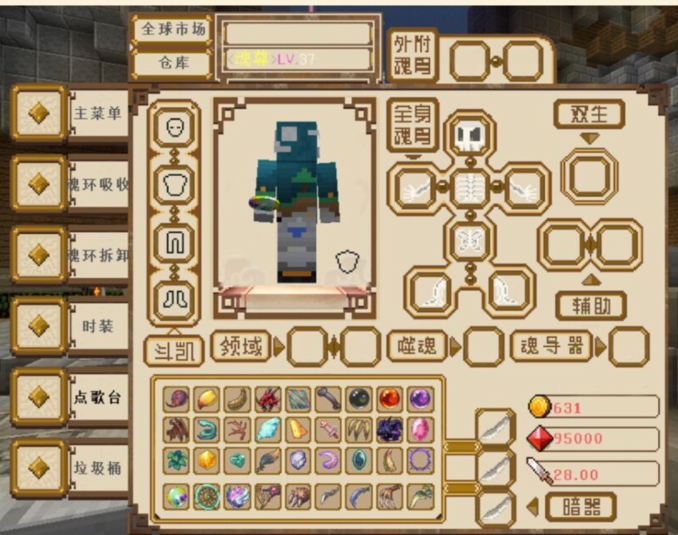 全球市场
仓库
<魂尊>LV.37
外附
魂骨
主菜单
魂环吸收
魂环拆卸
时装
点歌台
垃圾桶
全身
魂骨
双生
辅助
斗凯
领域
噬魂
魂导器
631
95000
28.00
暗器